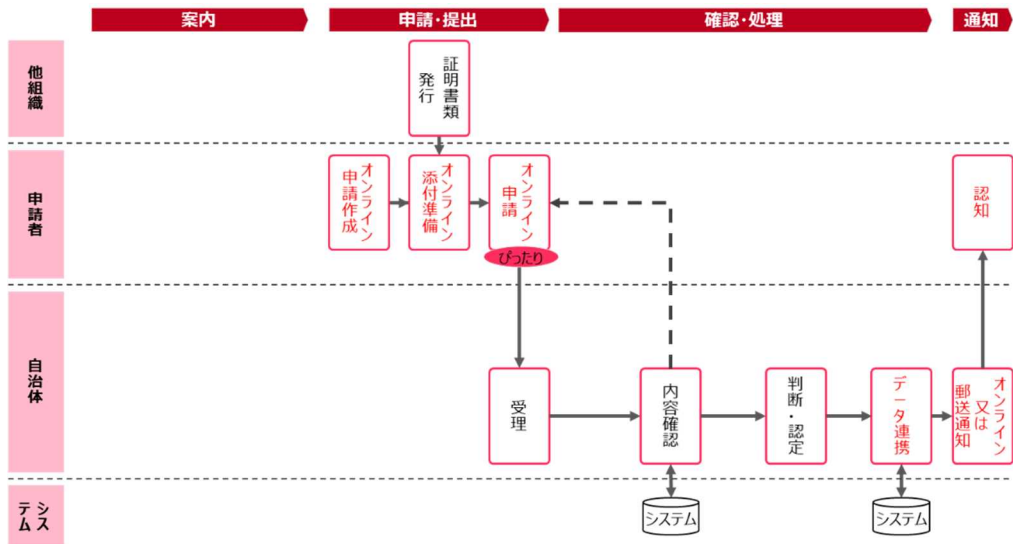 案内
申請・提出
確認・処理
通知
他組織
証明書類
発行
申請者
オンライン
申請作成
オンライン
添付準備
オンライン
申請
ぴったり
認知
自治体
受理
内容確認
判断・認定
データ連携
オンライン
又は
郵送通知
シス
テム
システム
システム